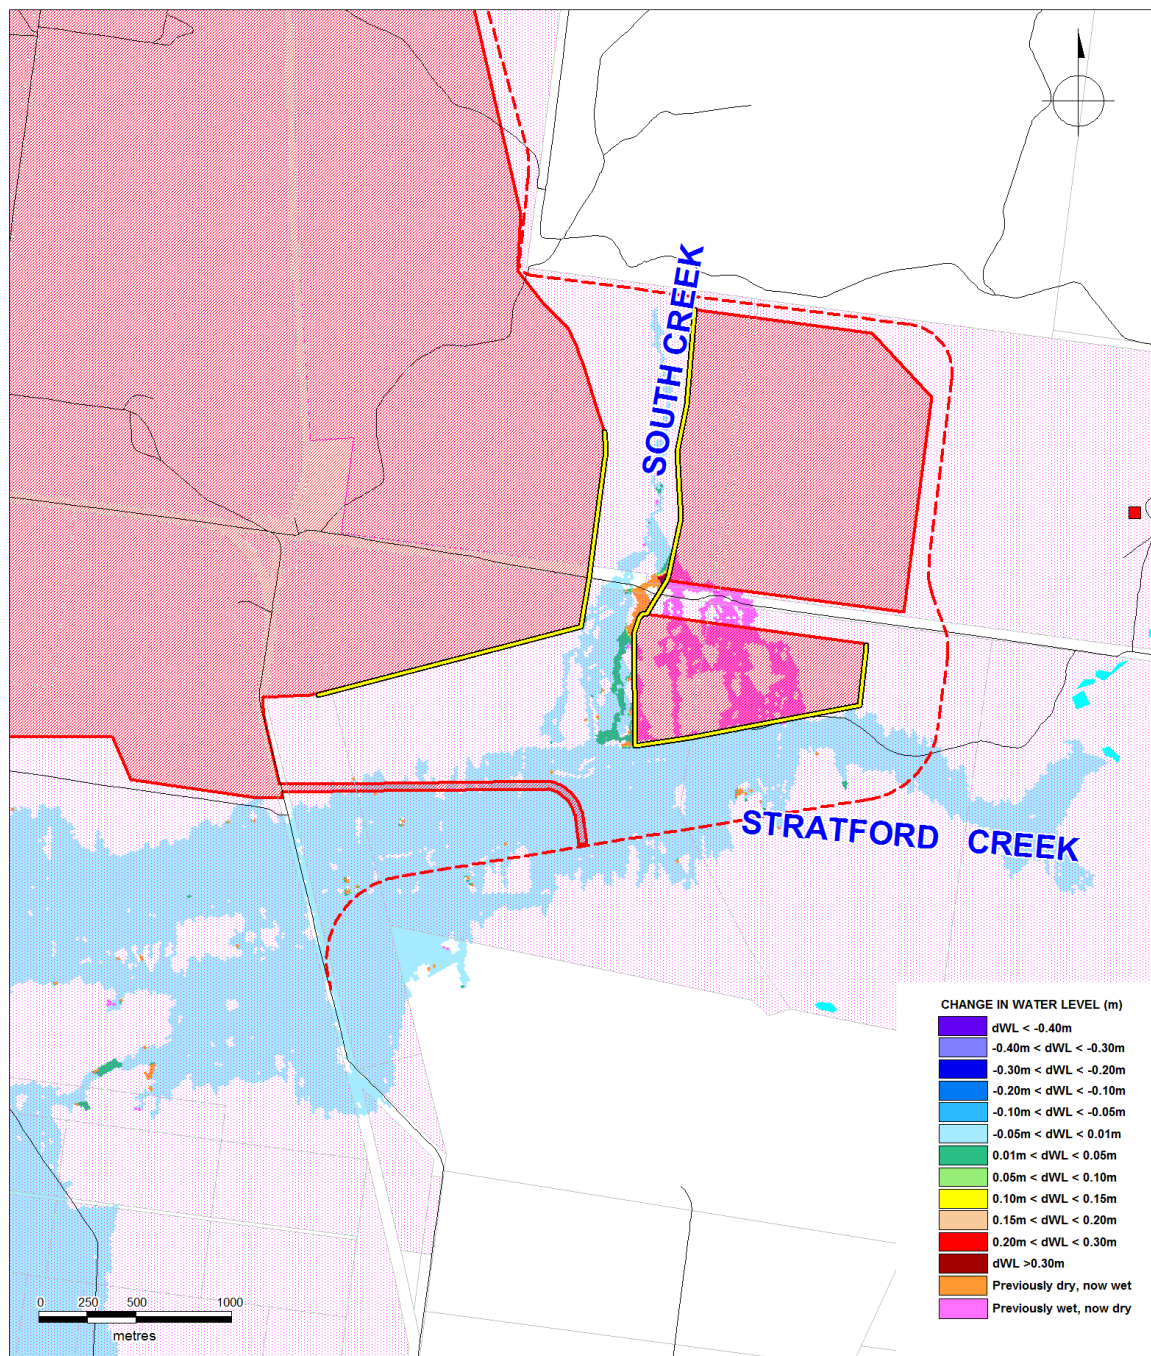 SOUTH CREEK
STRATFORD CREEK
CHANGE IN WATER LEVEL (m)
dWL < -0.40m
-0.40m < dWL < -0.30m
-0.30m < dWL < -0.20m
-0.20m < dWL < -0.10m
-0.10m < dWL < -0.05m
-0.05m < dWL < 0.01m
0.01m < dWL < 0.05m
0.05m < dWL < 0.10m
0.10m < dWL < 0.15m
0.15m < dWL < 0.20m
0.20m < dWL < 0.30m
dWL >0.30m
Previously dry, now wet
Previously wet, now dry
0 250 500 1000
metres